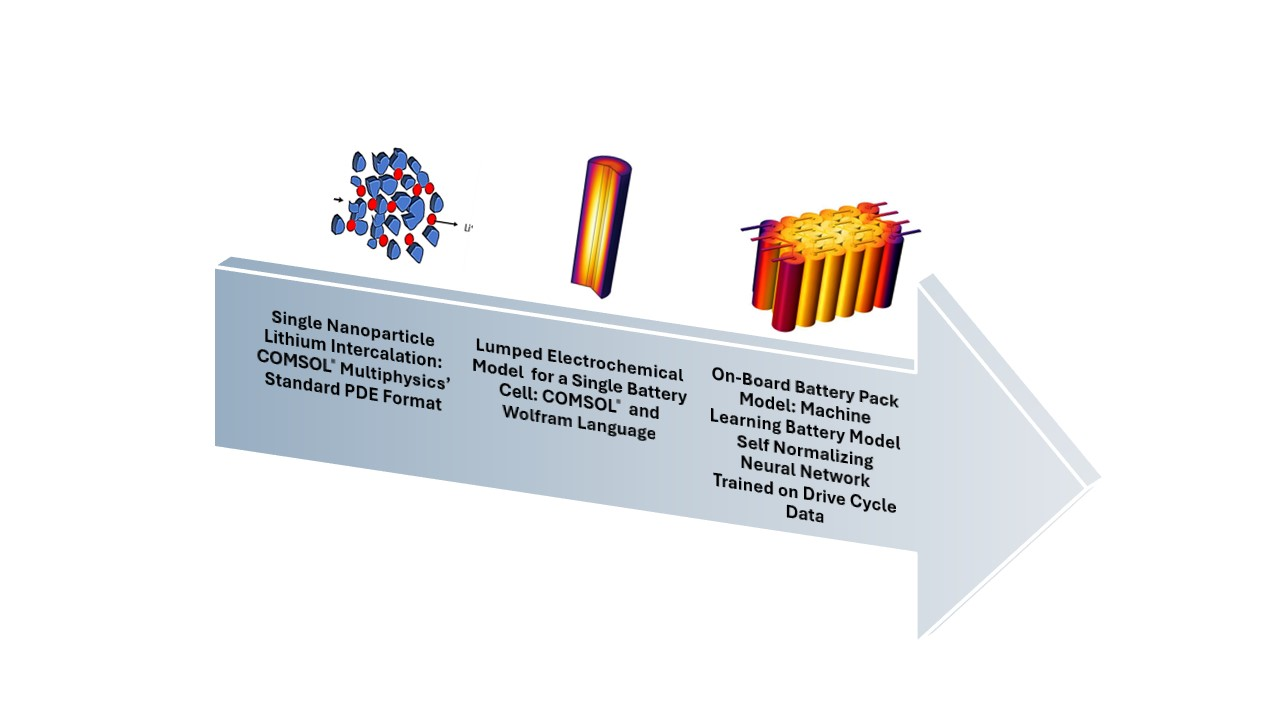 Li⁺
Single Nanoparticle
Lithium Intercalation:
COMSOL® Multiphysics’
Standard PDE Format
Lumped Electrochemical
Model for a Single Battery
Cell: COMSOL® and
Wolfram Language
On-Board Battery Pack
Model: Machine
Learning Battery Model
Self Normalizing
Neural Network
Trained on Drive Cycle
Data